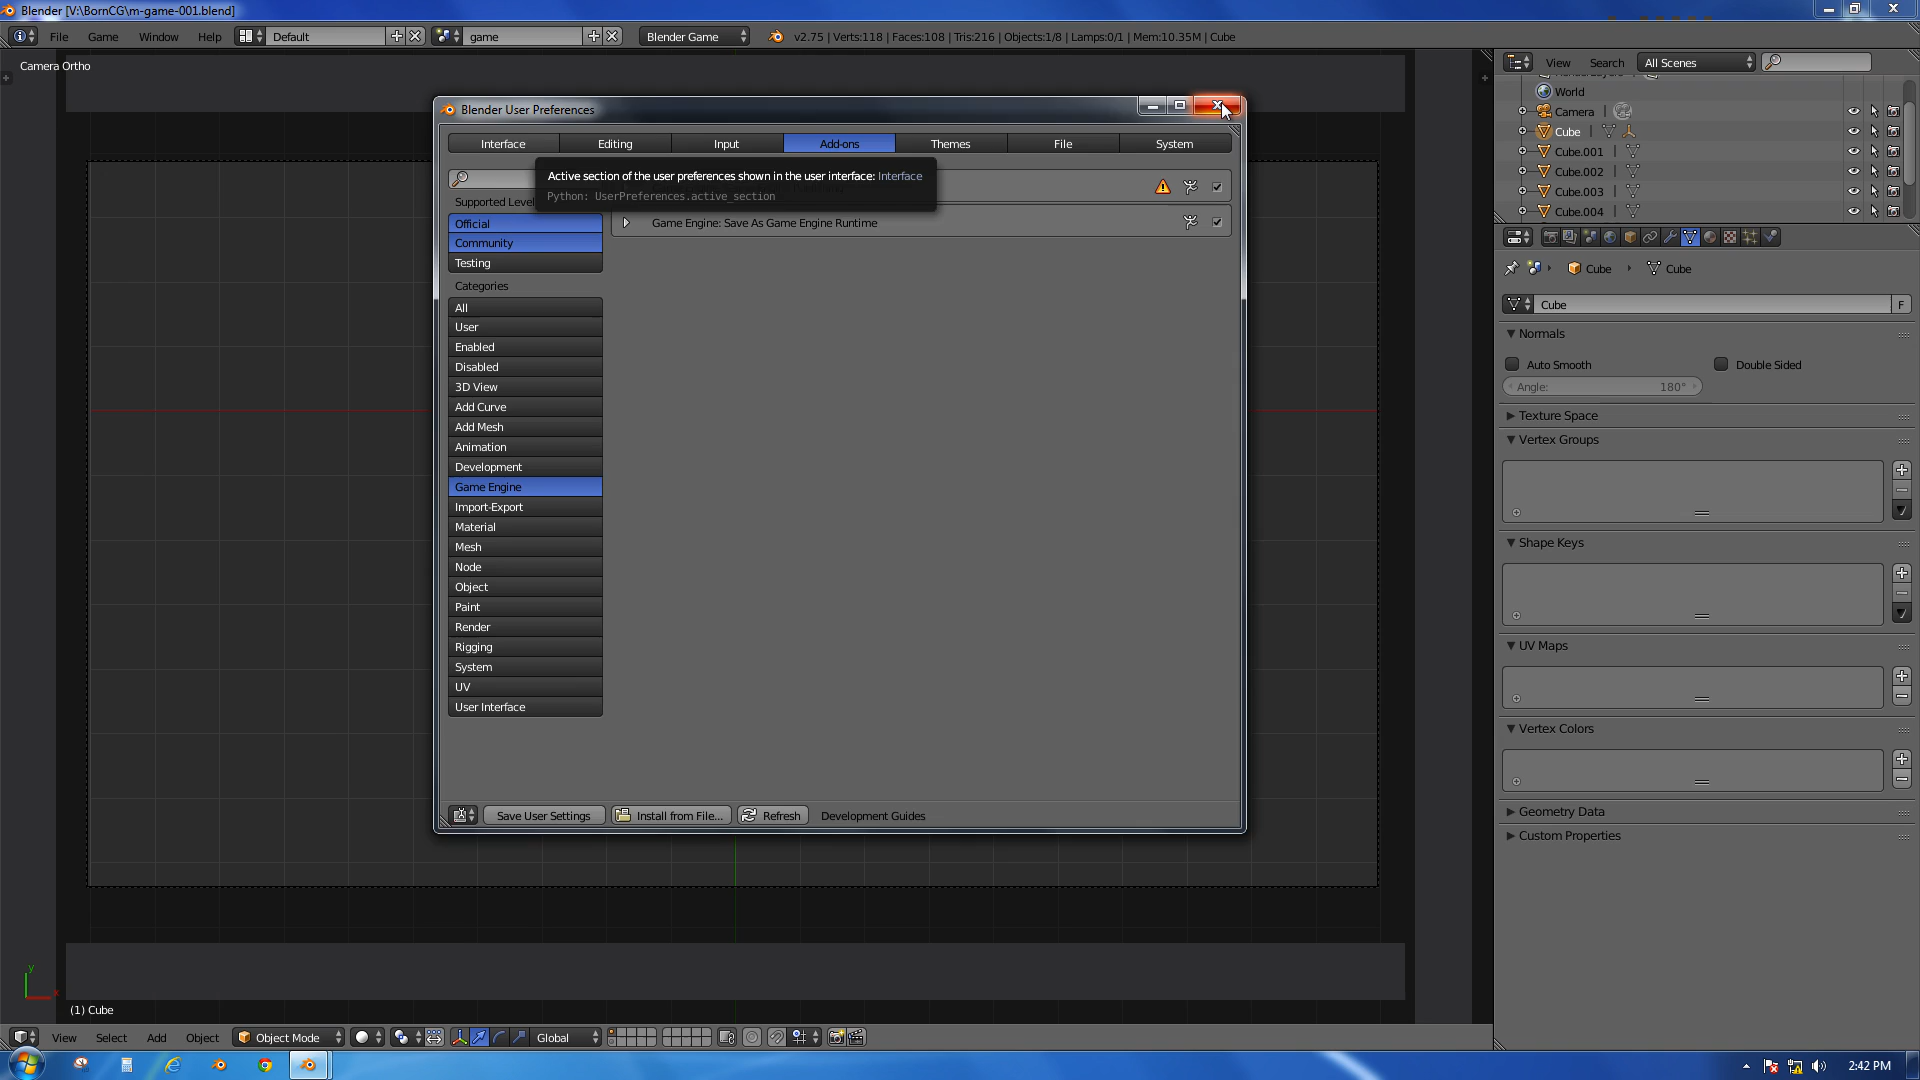 Blender [V:\BornCG\m-game-001.blend]
File Game Window Help Default game Blender Game v2.75 | Verts:118 | Faces:108 | Tris:216 | Objects:1/8 | Lamps:0/1 | Mem:10.35M | Cube
Camera Ortho
View Search All Scenes
World
Camera
Cube
Cube.001
Cube.002
Cube.003
Cube.004
Blender User Preferences
Interface Editing Input Add-ons Themes File System
Active section of the user preferences shown in the user interface: Interface
Python: UserPreferences.active_section
Supported Level
Official
Community
Testing
Game Engine: Save As Game Engine Runtime
Categories
All
User
Enabled
Disabled
3D View
Add Curve
Add Mesh
Animation
Development
Game Engine
Import-Export
Material
Mesh
Node
Object
Paint
Render
Rigging
System
UV
User Interface
Save User Settings Install from File... Refresh Development Guides
Cube Cube
Cube F
Normals
Auto Smooth Double Sided
Angle: 180°
Texture Space
Vertex Groups
Shape Keys
UV Maps
Vertex Colors
Geometry Data
Custom Properties
y
x
(1) Cube
View Select Add Object Object Mode Global
2:42 PM